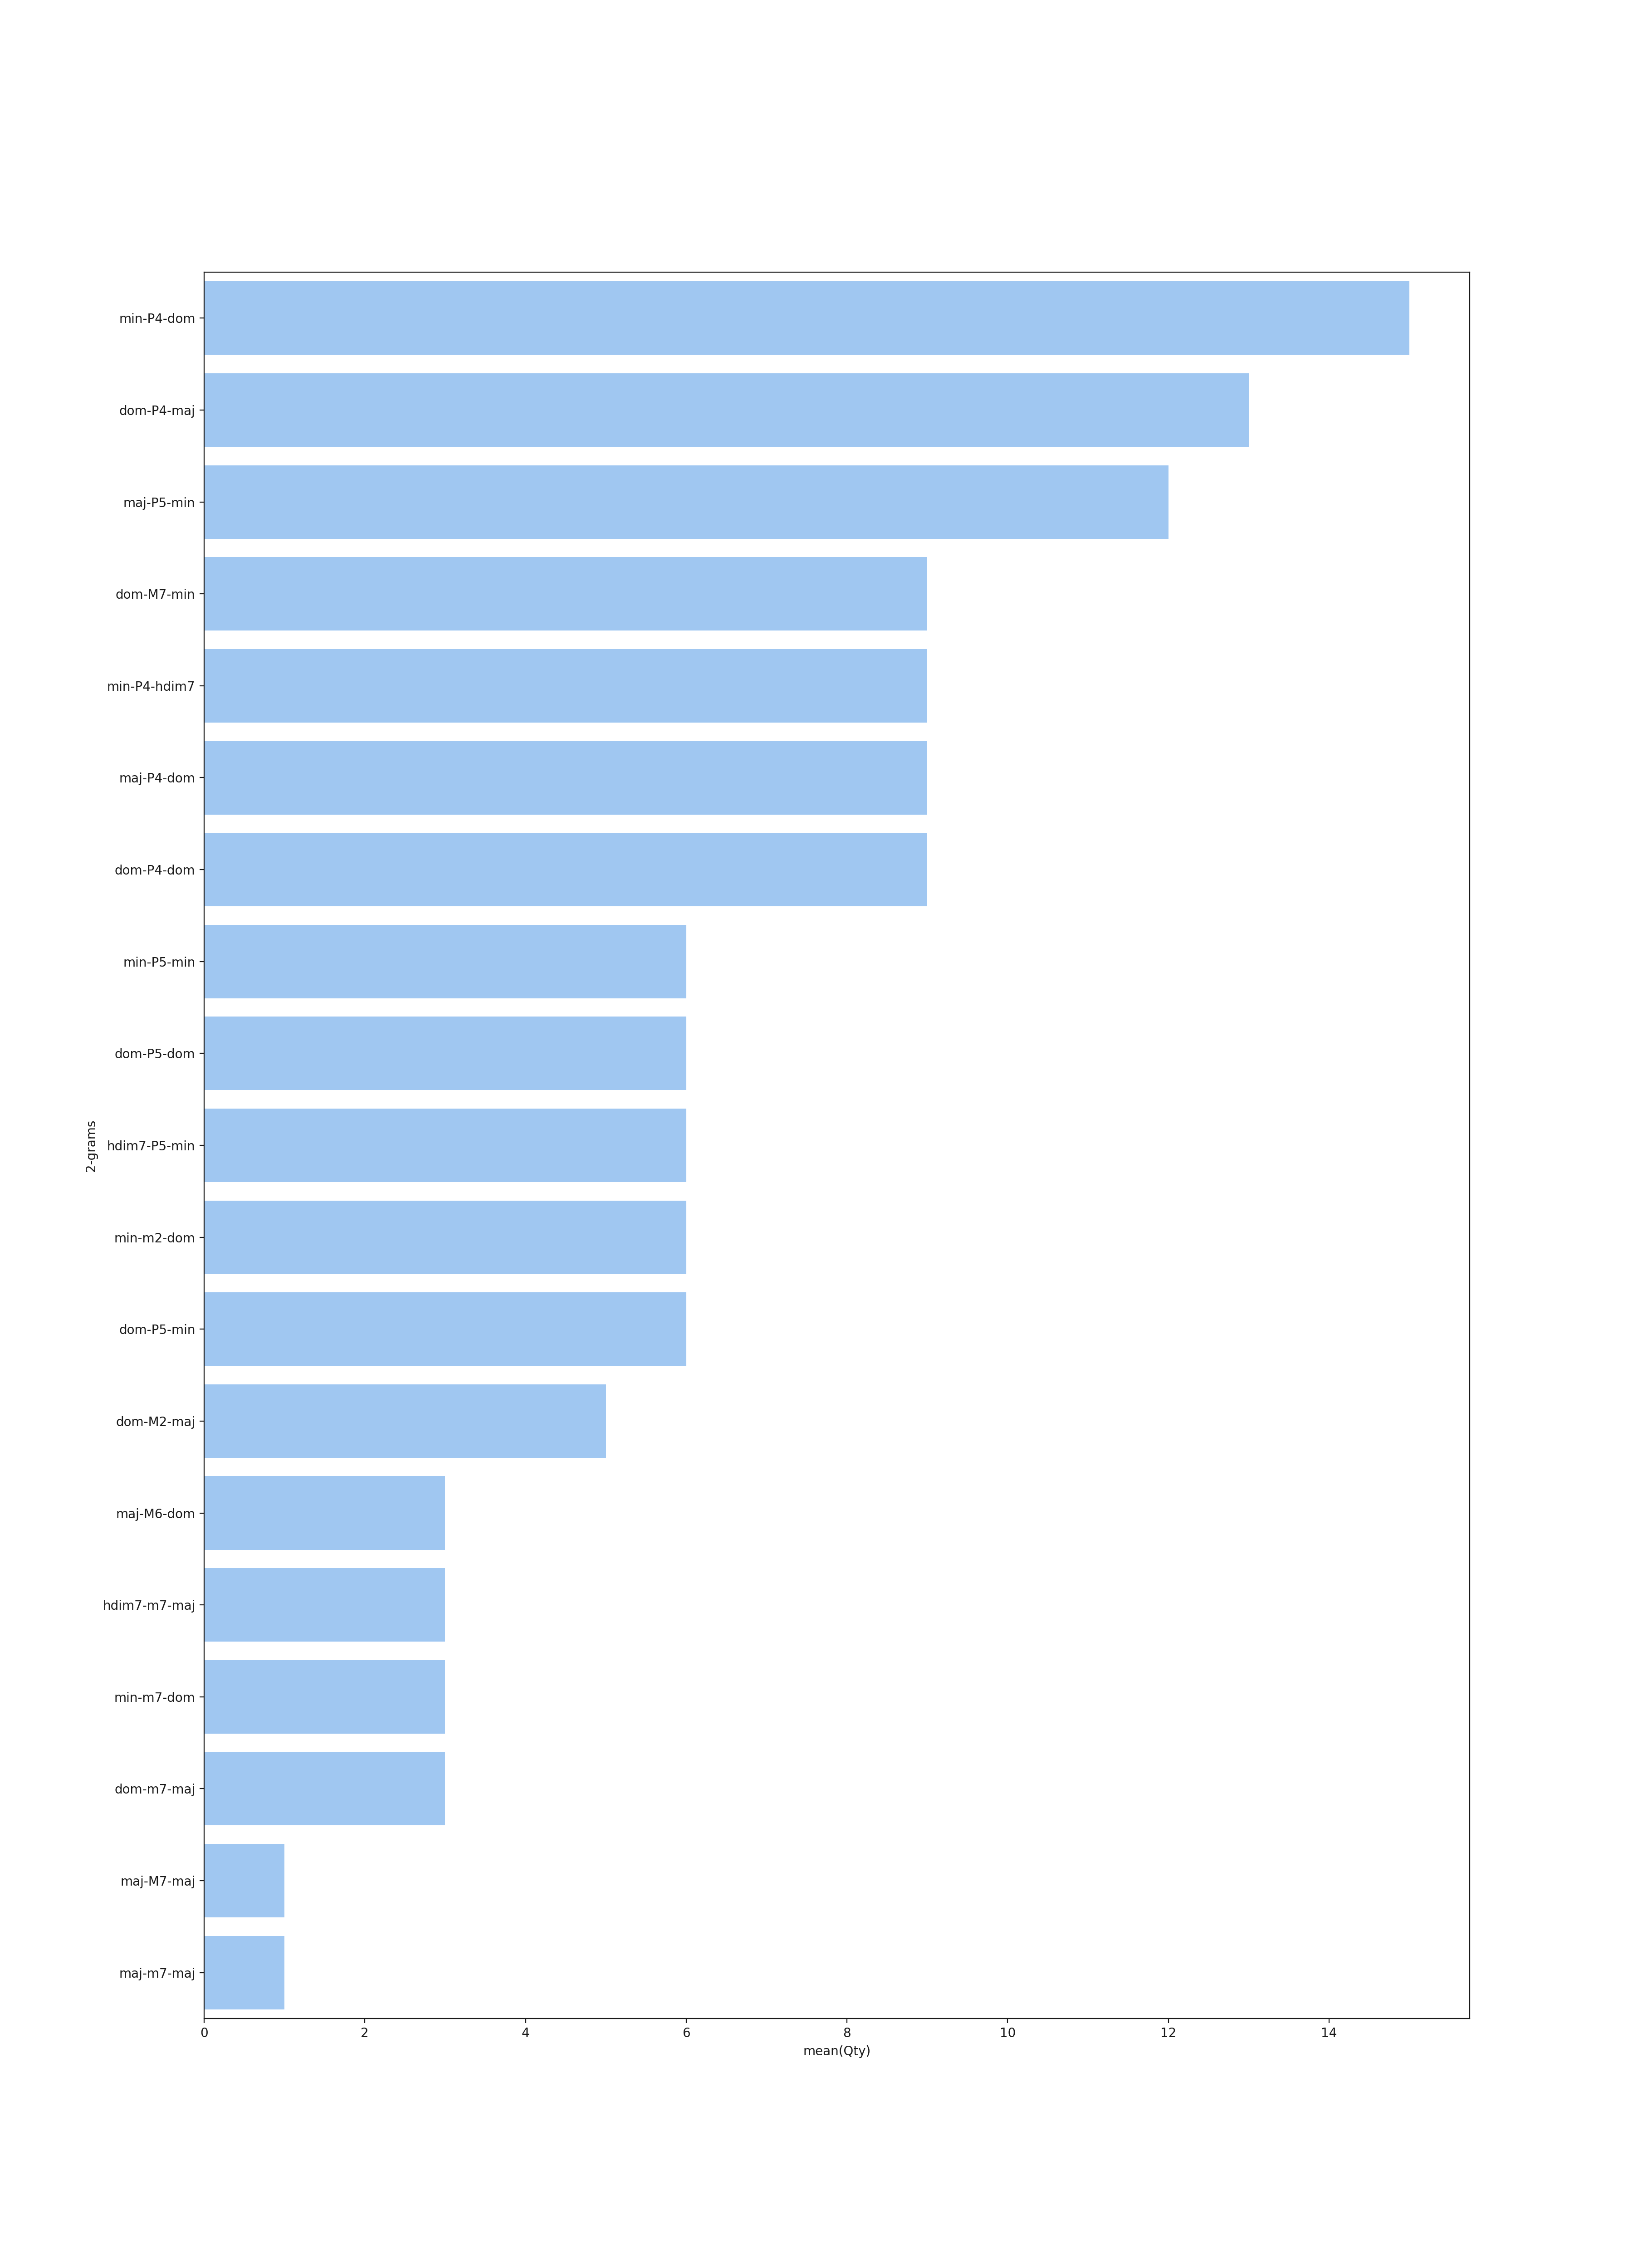 min-P4-dom
dom-P4-maj
maj-P5-min
dom-M7-min
min-P4-hdim7
maj-P4-dom
dom-P4-dom
min-P5-min
dom-P5-dom
hdim7-P5-min
min-m2-dom
dom-P5-min
dom-M2-maj
maj-M6-dom
hdim7-m7-maj
min-m7-dom
dom-m7-maj
maj-M7-maj
maj-m7-maj
2-grams
0 2 4 6 8 10 12 14
mean(Qty)